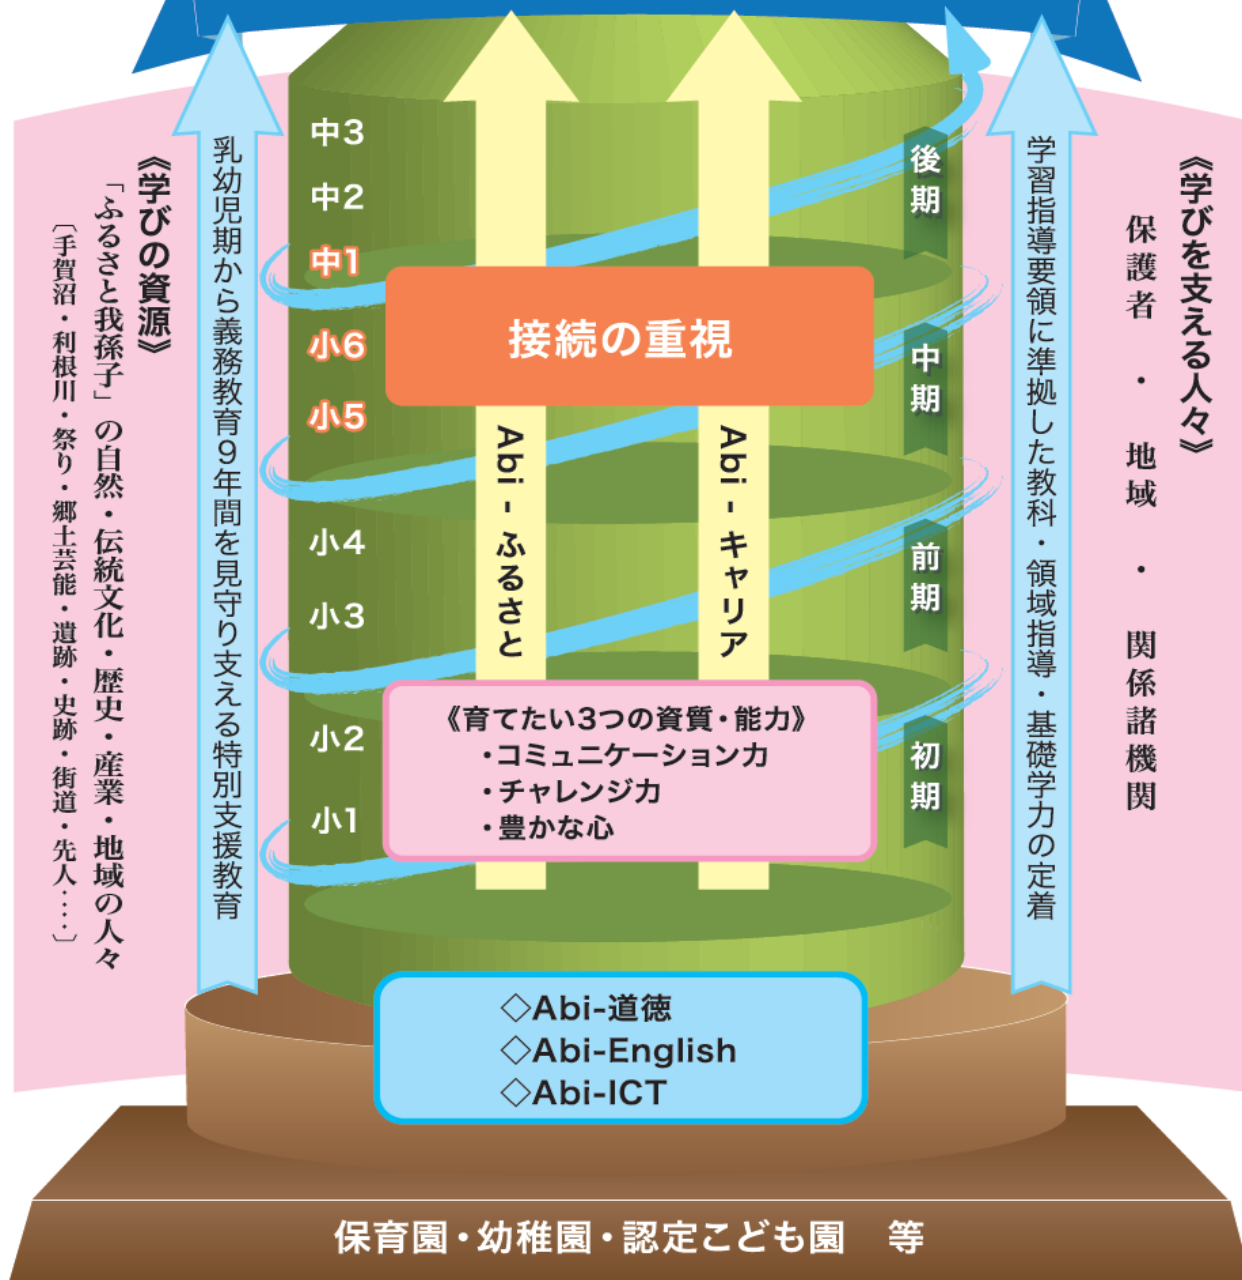 中3
中2
中1
小6
小5
小4
小3
小2
小1
後期
中期
前期
初期
接続の重視
Abi - ふるさと
Abi - キャリア
《育てたい3つの資質・能力》
・コミュニケーション力
・チャレンジ力
・豊かな心
◇Abi-道徳
◇Abi-English
◇Abi-ICT
保育園・幼稚園・認定こども園　等
乳幼児期から義務教育9年間を見守り支える特別支援教育
学習指導要領に準拠した教科・領域指導・基礎学力の定着
《学びの資源》
「ふるさと我孫子」の自然・伝統文化・歴史・産業・地域の人々
〔手賀沼・利根川・祭り・郷土芸能・遺跡・史跡・街道・先人‥‥〕
《学びを支える人々》
保護者　・　地域　・　関係諸機関